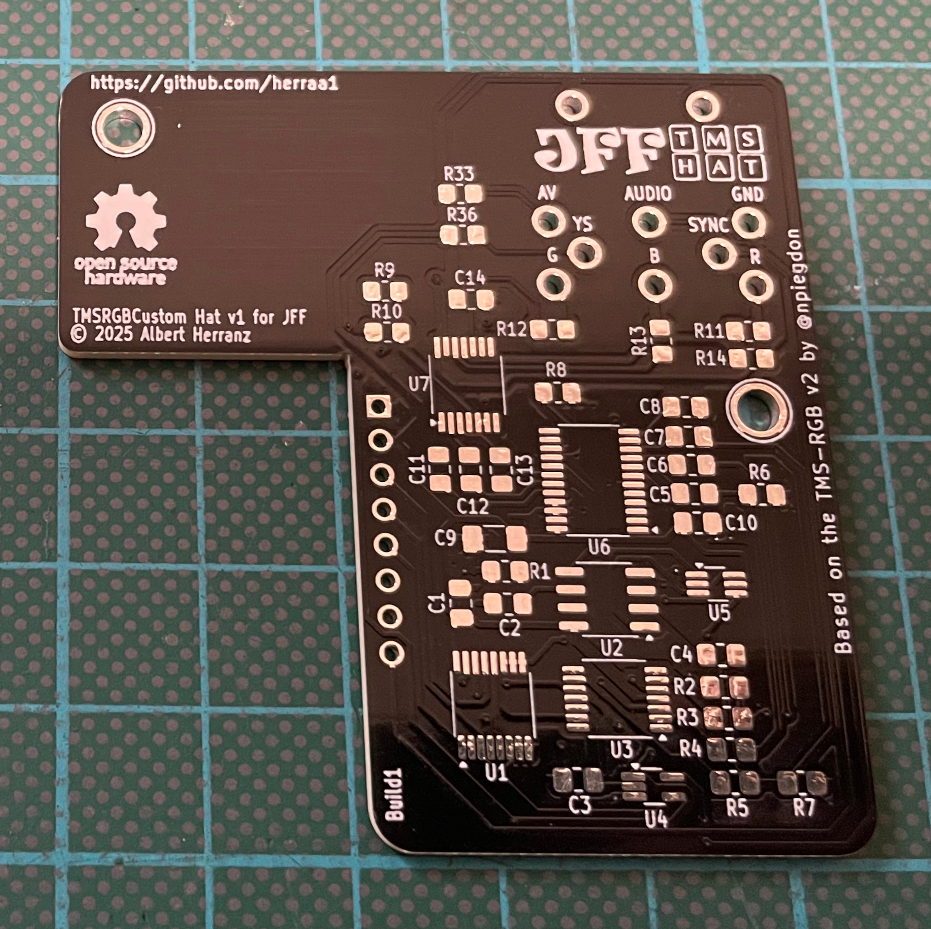 https://github.com/herraa1
JFF TMS
HAT
R33
AV AUDIO GND
R36
YS SYNC
G B R
open source
hardware
R9
C14
TMSRGBCustom Hat v1 for JFF
© 2025 Albert Herranz
R10
R12
R13
R11
R14
U7
R8
C8
C7
C11
C13
C6
R6
C5
C12
C10
C9
U6
R1
C1
C2
U5
U2
C4
R2
R3
U3
R4
U1
Build1
C3
U4
R5
R7
Based on the TMS-RGB v2 by @npiegdon